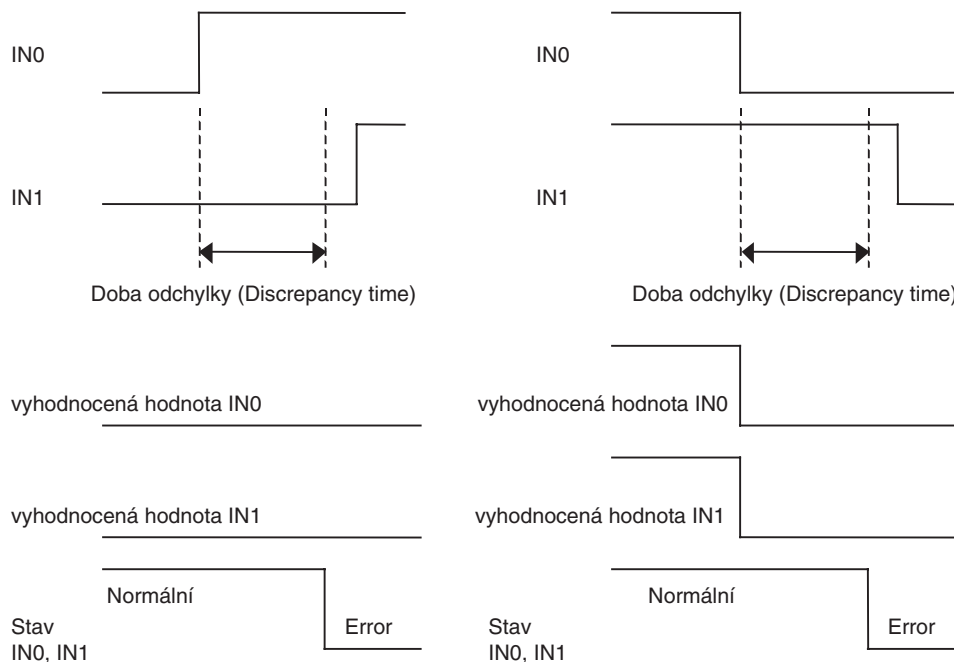 IN0
IN1
Doba odchylky (Discrepancy time)
vyhodnocená hodnota IN0
vyhodnocená hodnota IN1
Normální
Stav
IN0, IN1
Error
IN0
IN1
Doba odchylky (Discrepancy time)
vyhodnocená hodnota IN0
vyhodnocená hodnota IN1
Normální
Stav
IN0, IN1
Error